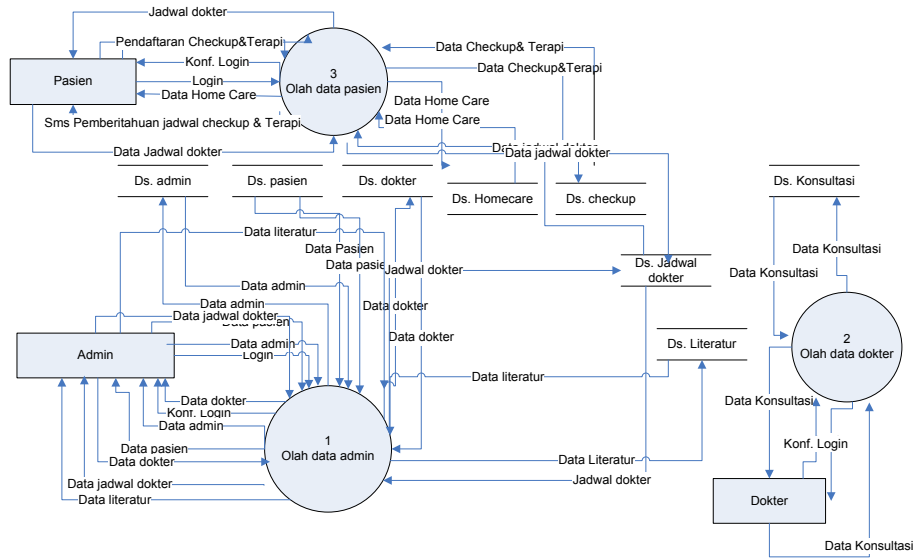 Jadwal dokter
Pendaftaran Checkup&Terapi
Konf. Login
Login
Data Home Care
Sms Pemberitahuan jadwal checkup & Terapi
Data Jadwal dokter
Pasien
3
Olah data pasien
Data Checkup& Terapi
Data Checkup&Terapi
Data Home Care
Data Home Care
Data jadwal dokter
Data jadwal dokter
Ds. admin
Ds. pasien
Ds. dokter
Ds. Homecare
Ds. checkup
Ds. Konsultasi
Data literatur
Data Pasien
Data pasien
Jadwal dokter
Ds. Jadwal
dokter
Data Konsultasi
Data Konsultasi
Data admin
Data dokter
Data jadwal dokter
Data pasien
Data admin
Login
Data dokter
Admin
Ds. Literatur
2
Olah data dokter
Data literatur
Data dokter
Konf. Login
Data admin
Data Konsultasi
Data pasien
Data dokter
1
Olah data admin
Konf. Login
Data Literatur
Data jadwal dokter
Jadwal dokter
Data literatur
Dokter
Data Konsultasi